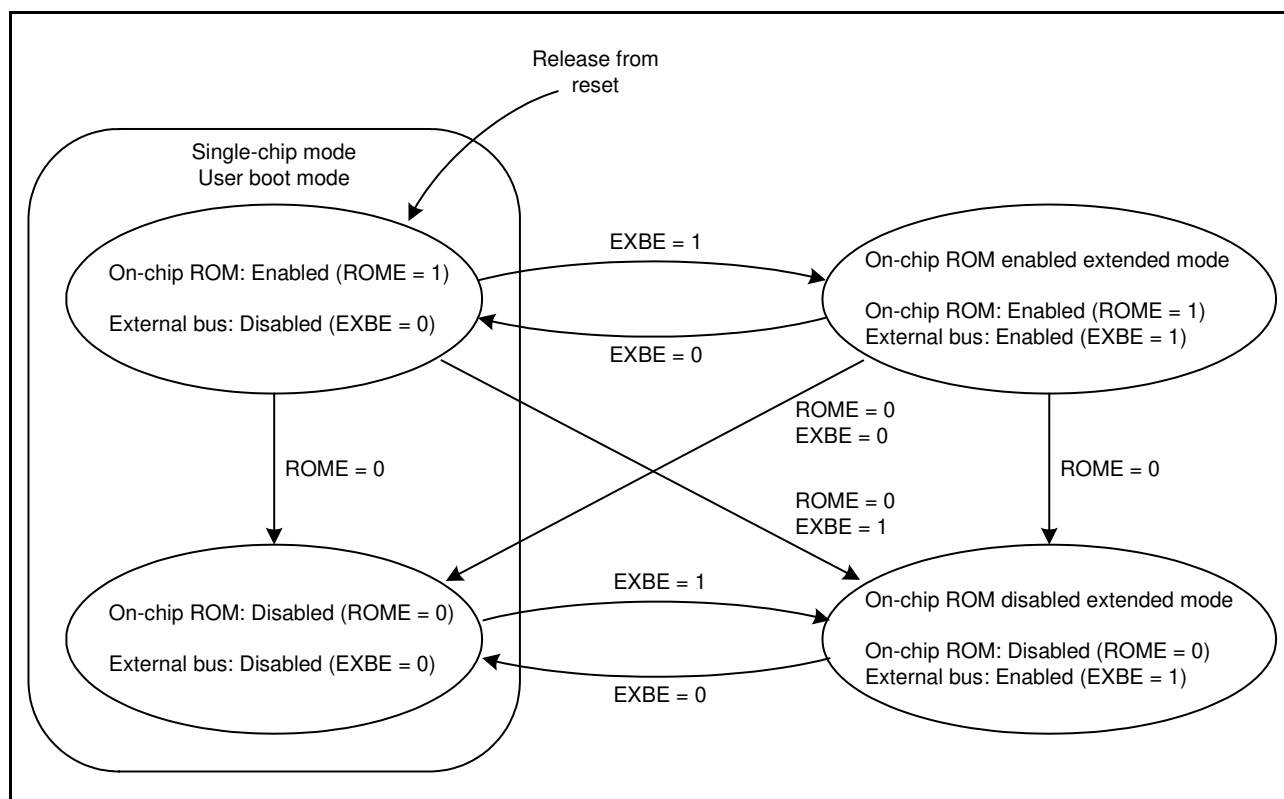 Release from
reset
Single-chip mode
User boot mode
On-chip ROM: Enabled (ROME = 1)
External bus: Disabled (EXBE = 0)
EXBE = 1
EXBE = 0
On-chip ROM enabled extended mode
On-chip ROM: Enabled (ROME = 1)
External bus: Enabled (EXBE = 1)
ROME = 0
EXBE = 0
ROME = 0
ROME = 0
ROME = 0
EXBE = 1
On-chip ROM: Disabled (ROME = 0)
External bus: Disabled (EXBE = 0)
EXBE = 1
EXBE = 0
On-chip ROM disabled extended mode
On-chip ROM: Disabled (ROME = 0)
External bus: Enabled (EXBE = 1)